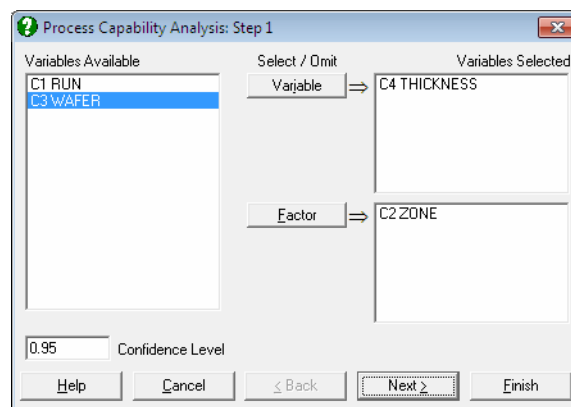 Process Capability Analysis: Step 1
Variables Available Select / Omit Variables Selected
C1 RUN Variable C4 THICKNESS
C3 WAFER
Factor C2 ZONE
0.95 Confidence Level
Help Cancel < Back Next > Finish